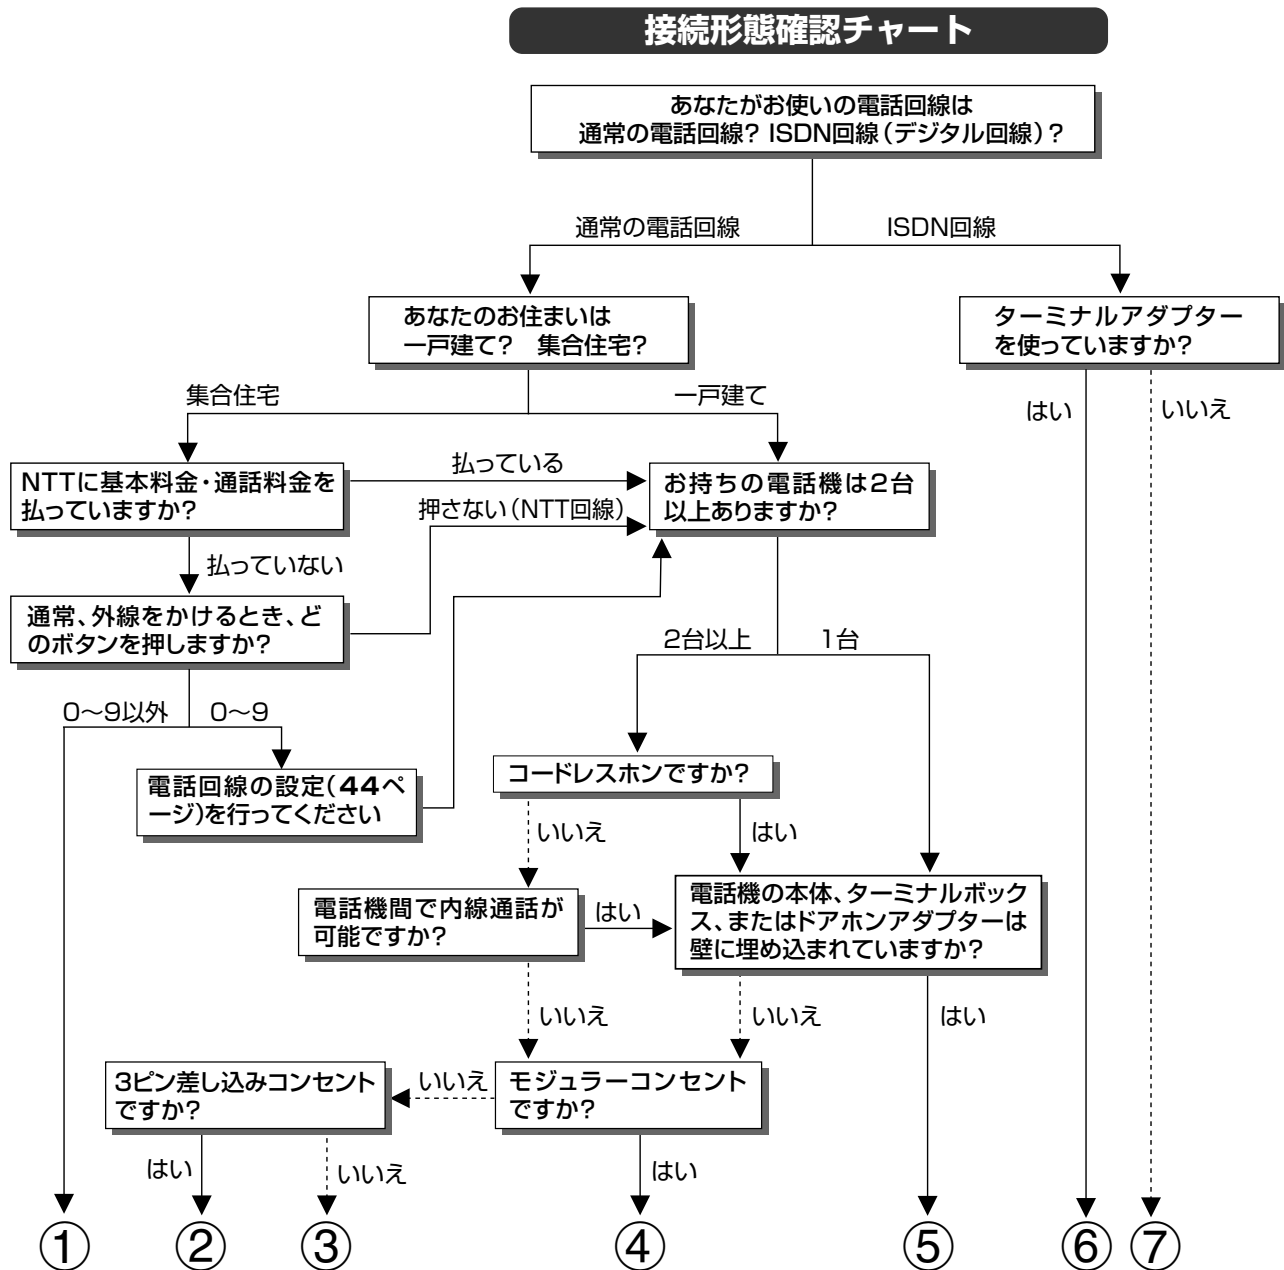 接続形態確認チャート
あなたがお使いの電話回線は
通常の電話回線? ISDN回線(デジタル回線)?
通常の電話回線
ISDN回線
あなたのお住まいは
一戸建て? 集合住宅?
ターミナルアダプター
を使っていますか?
集合住宅
一戸建て
はい
いいえ
NTTに基本料金・通話料金を
払っていますか?
払っている
お持ちの電話機は2台
以上ありますか?
押さない(NTT回線)
払っていない
通常、外線をかけるとき、ど
のボタンを押しますか?
2台以上
1台
0〜9以外
0〜9
電話回線の設定(44ペ
ージ)を行ってください
コードレスホンですか?
いいえ
はい
電話機間で内線通話が
可能ですか?
はい
電話機の本体、ターミナルボック
ス、またはドアホンアダプターは
壁に埋め込まれていますか?
いいえ
いいえ
はい
3ピン差し込みコンセント
ですか?
いいえ
モジュラーコンセント
ですか?
はい
いいえ
はい
① ② ③ ④ ⑤ ⑥ ⑦